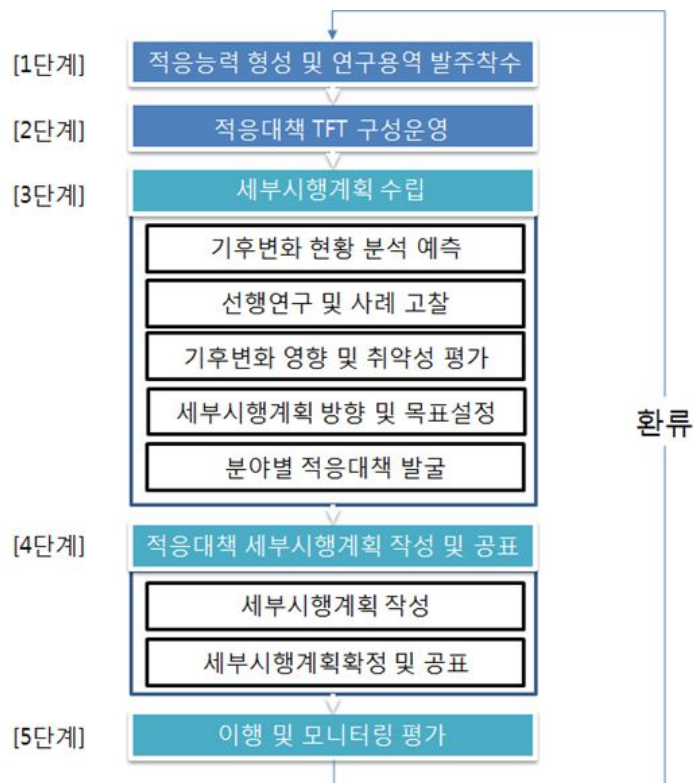 [1단계] 적응능력 형성 및 연구용역 발주착수
[2단계] 적응대책 TFT 구성운영
[3단계] 세부시행계획 수립
기후변화 현황 분석 예측
선행연구 및 사례 고찰
기후변화 영향 및 취약성 평가
세부시행계획 방향 및 목표설정
환류
분야별 적응대책 발굴
[4단계] 적응대책 세부시행계획 작성 및 공표
세부시행계획 작성
세부시행계획확정 및 공표
[5단계] 이행 및 모니터링 평가